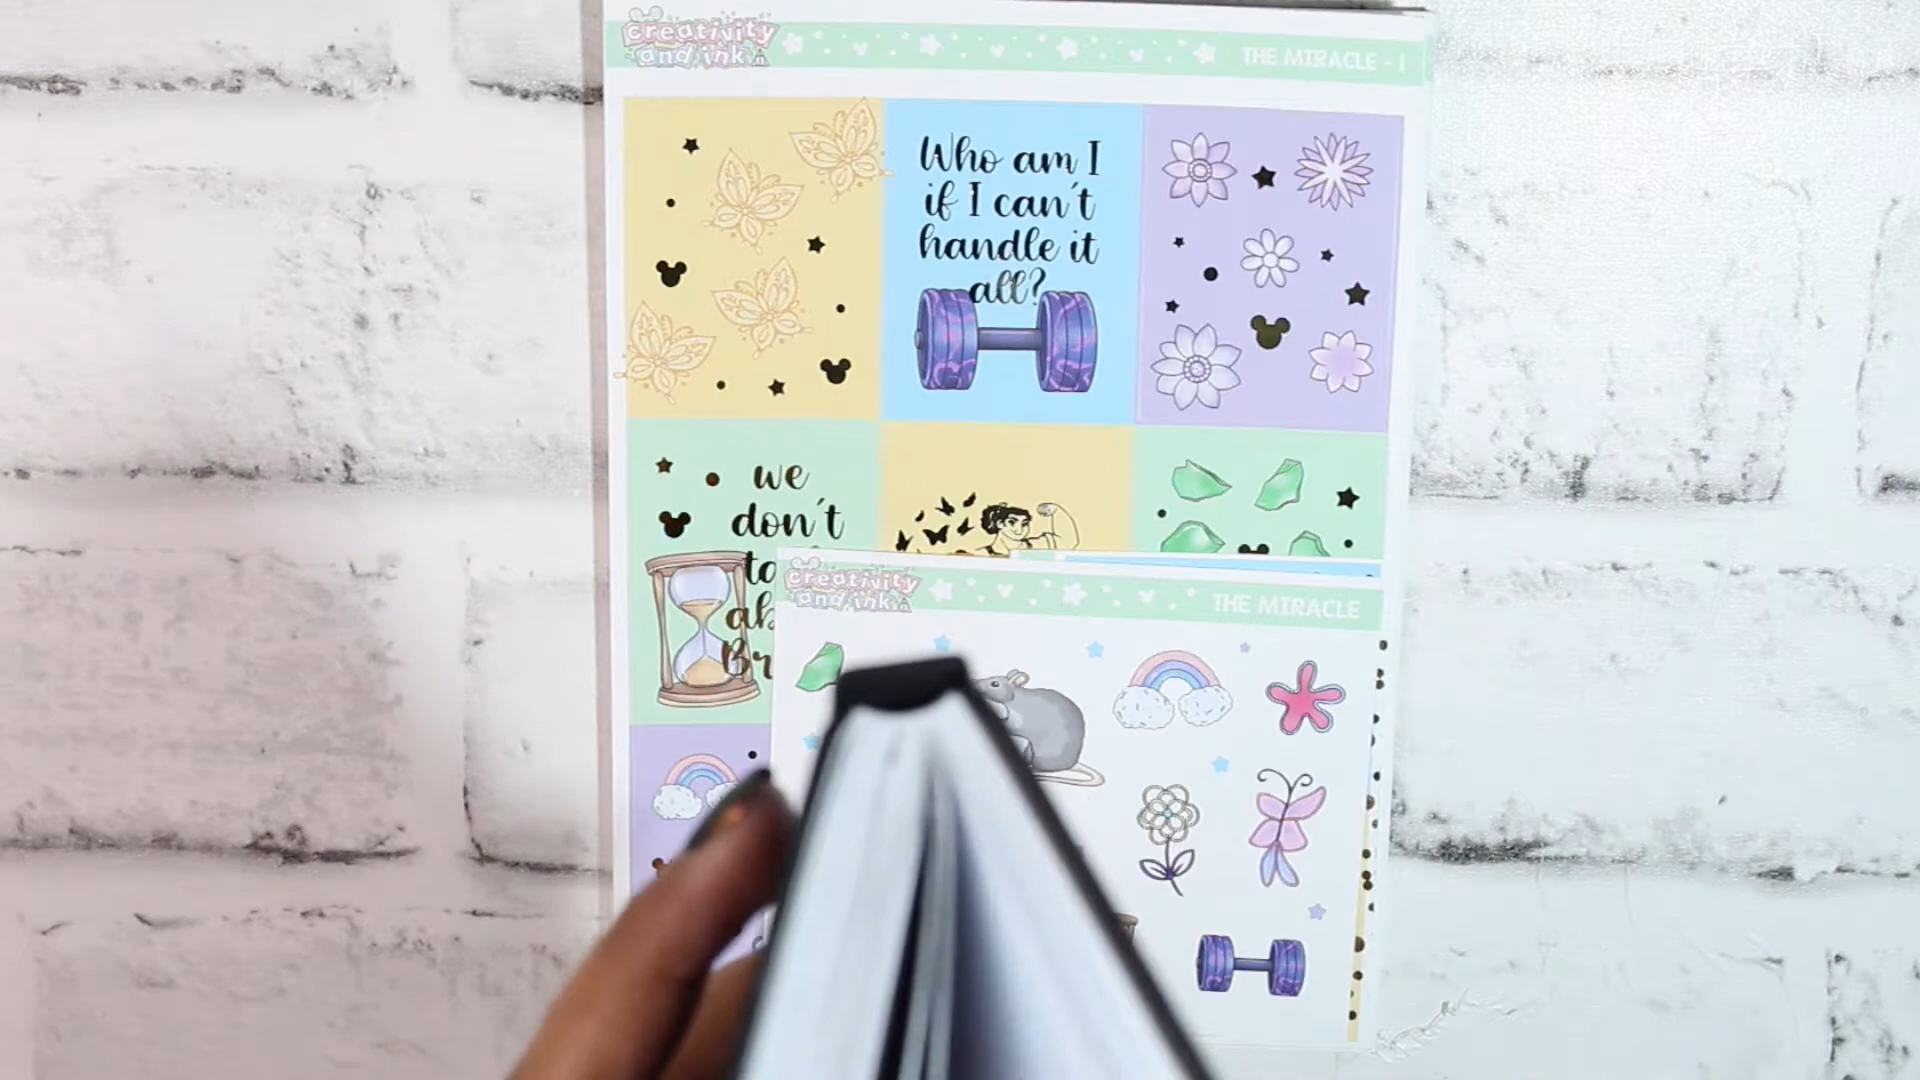 creativity
and ink
THE MIRACLE - 1
Who am I
if I can't
handle it
all?
we
don't
creativity
and ink
THE MIRACLE